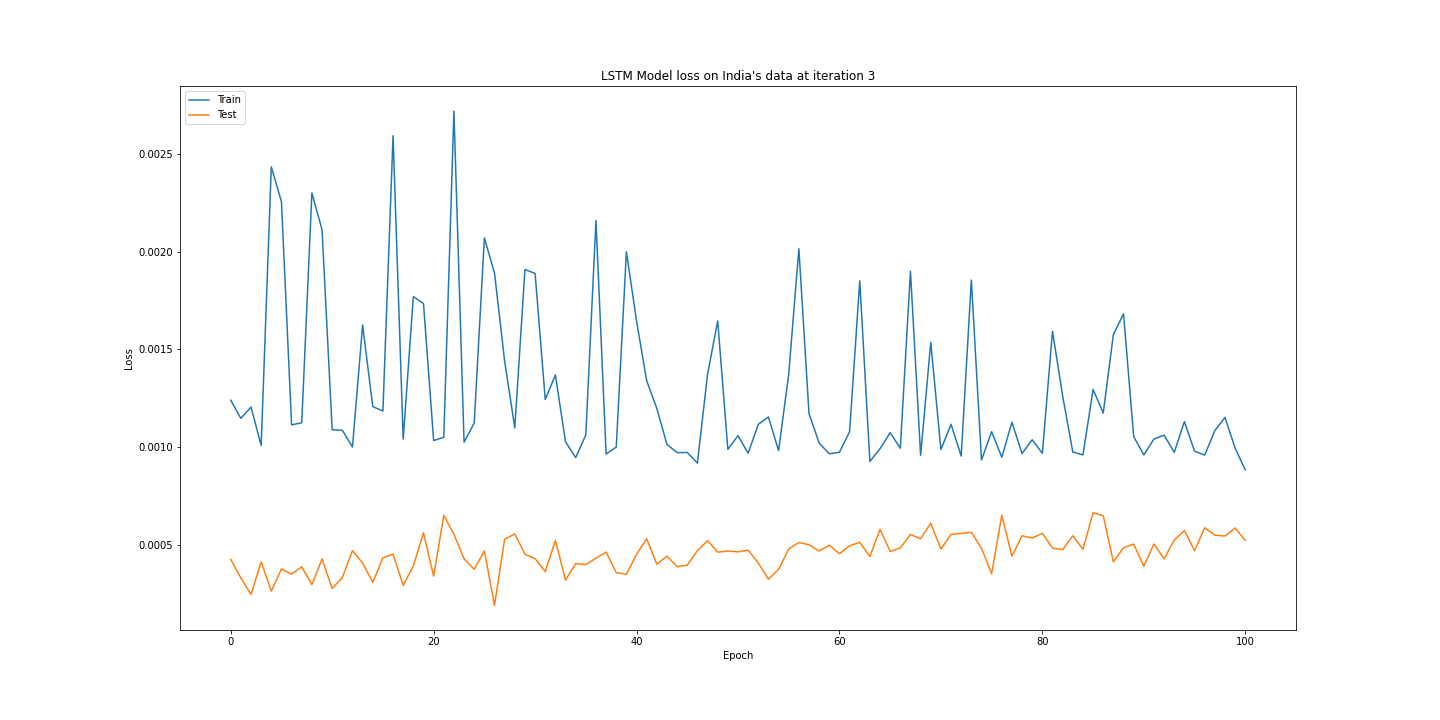 LSTM Model loss on India's data at iteration 3
Train
Test
0.0025
0.0020
0.0015
0.0010
0.0005
Loss
0 20 40 60 80 100
Epoch